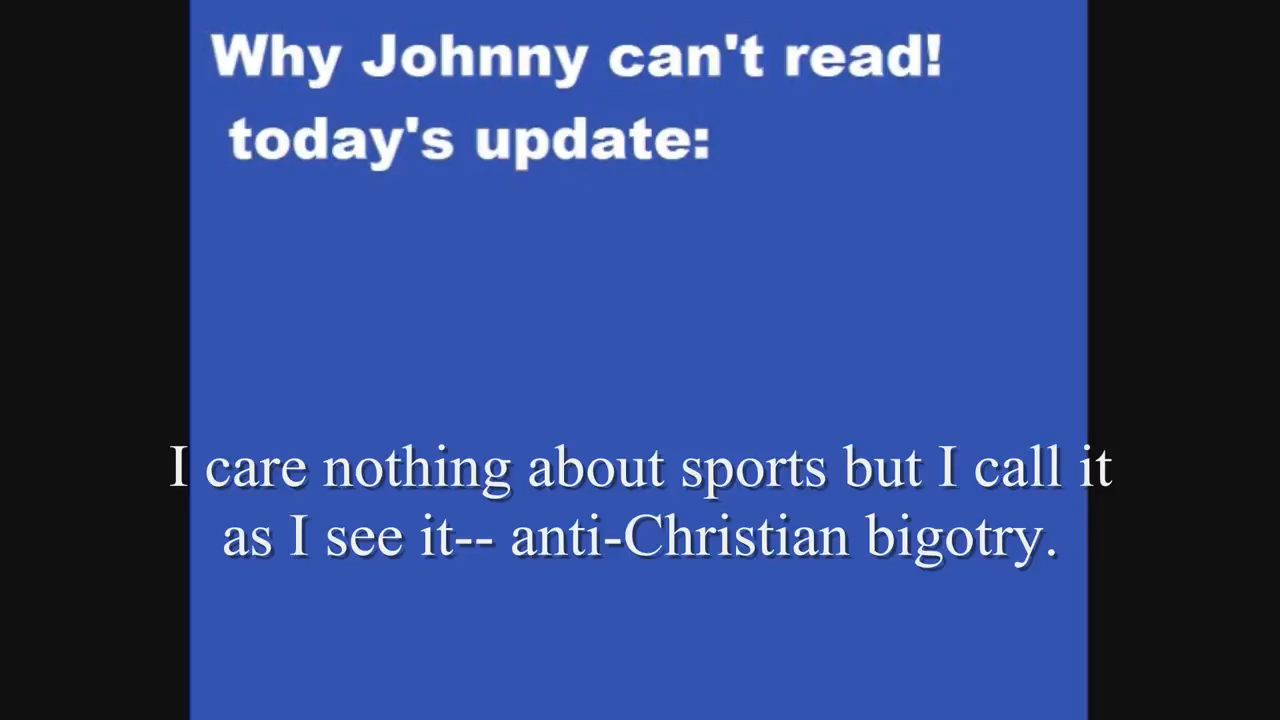 Why Johnny can't read!
today's update:
I care nothing about sports but I call it
as I see it-- anti-Christian bigotry.